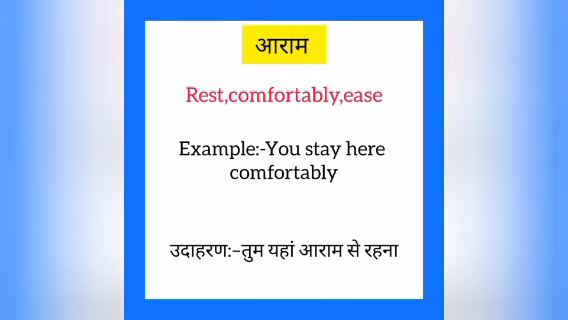 आराम
Rest,comfortably,ease
Example:-You stay here
comfortably
उदाहरण:–तुम यहां आराम से रहना